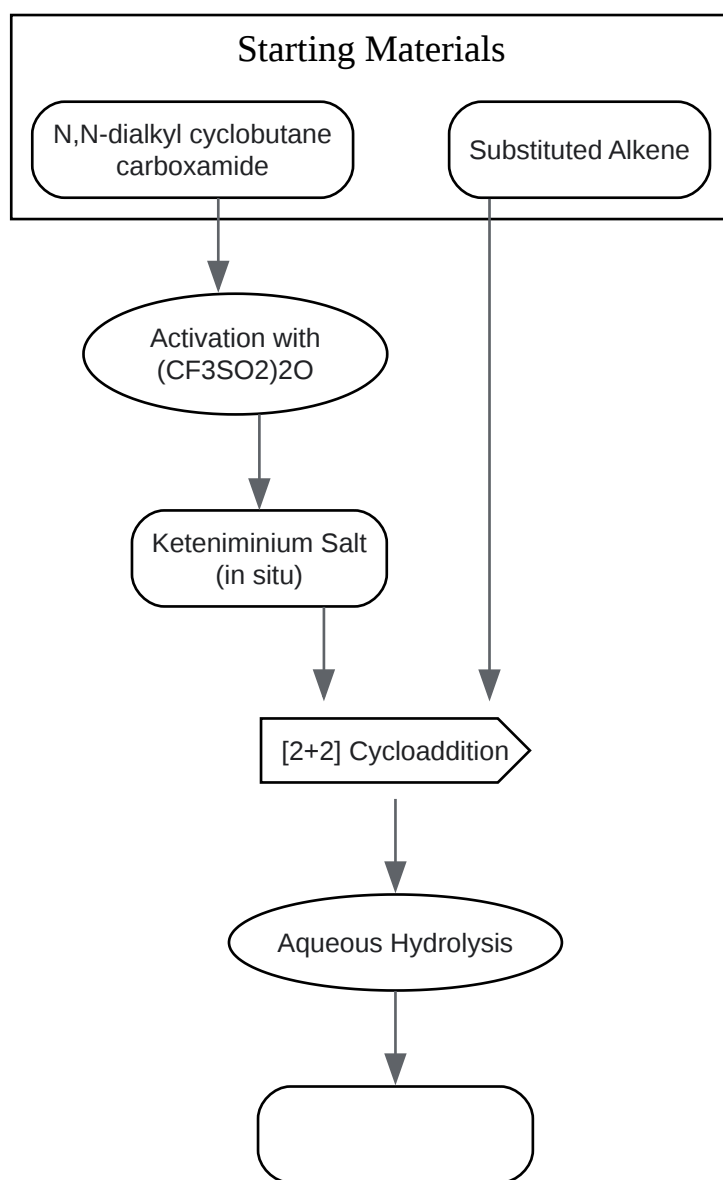 Starting Materials
N,N-dialkyl cyclobutane
carboxamide
Substituted Alkene
Activation with
(CF3SO2)2O
Keteniminium Salt
(in situ)
[2+2] Cycloaddition
Aqueous Hydrolysis